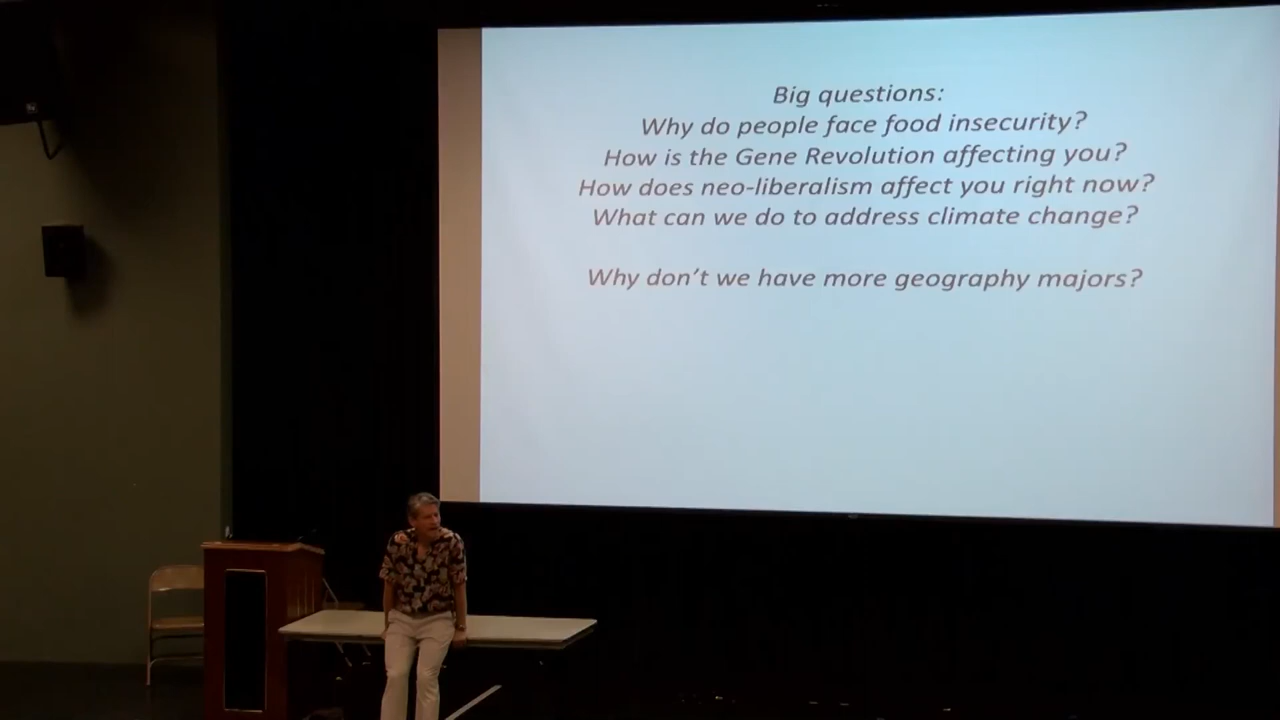 Big questions:
Why do people face food insecurity?
How is the Gene Revolution affecting you?
How does neo-liberalism affect you right now?
What can we do to address climate change?
Why don’t we have more geography majors?